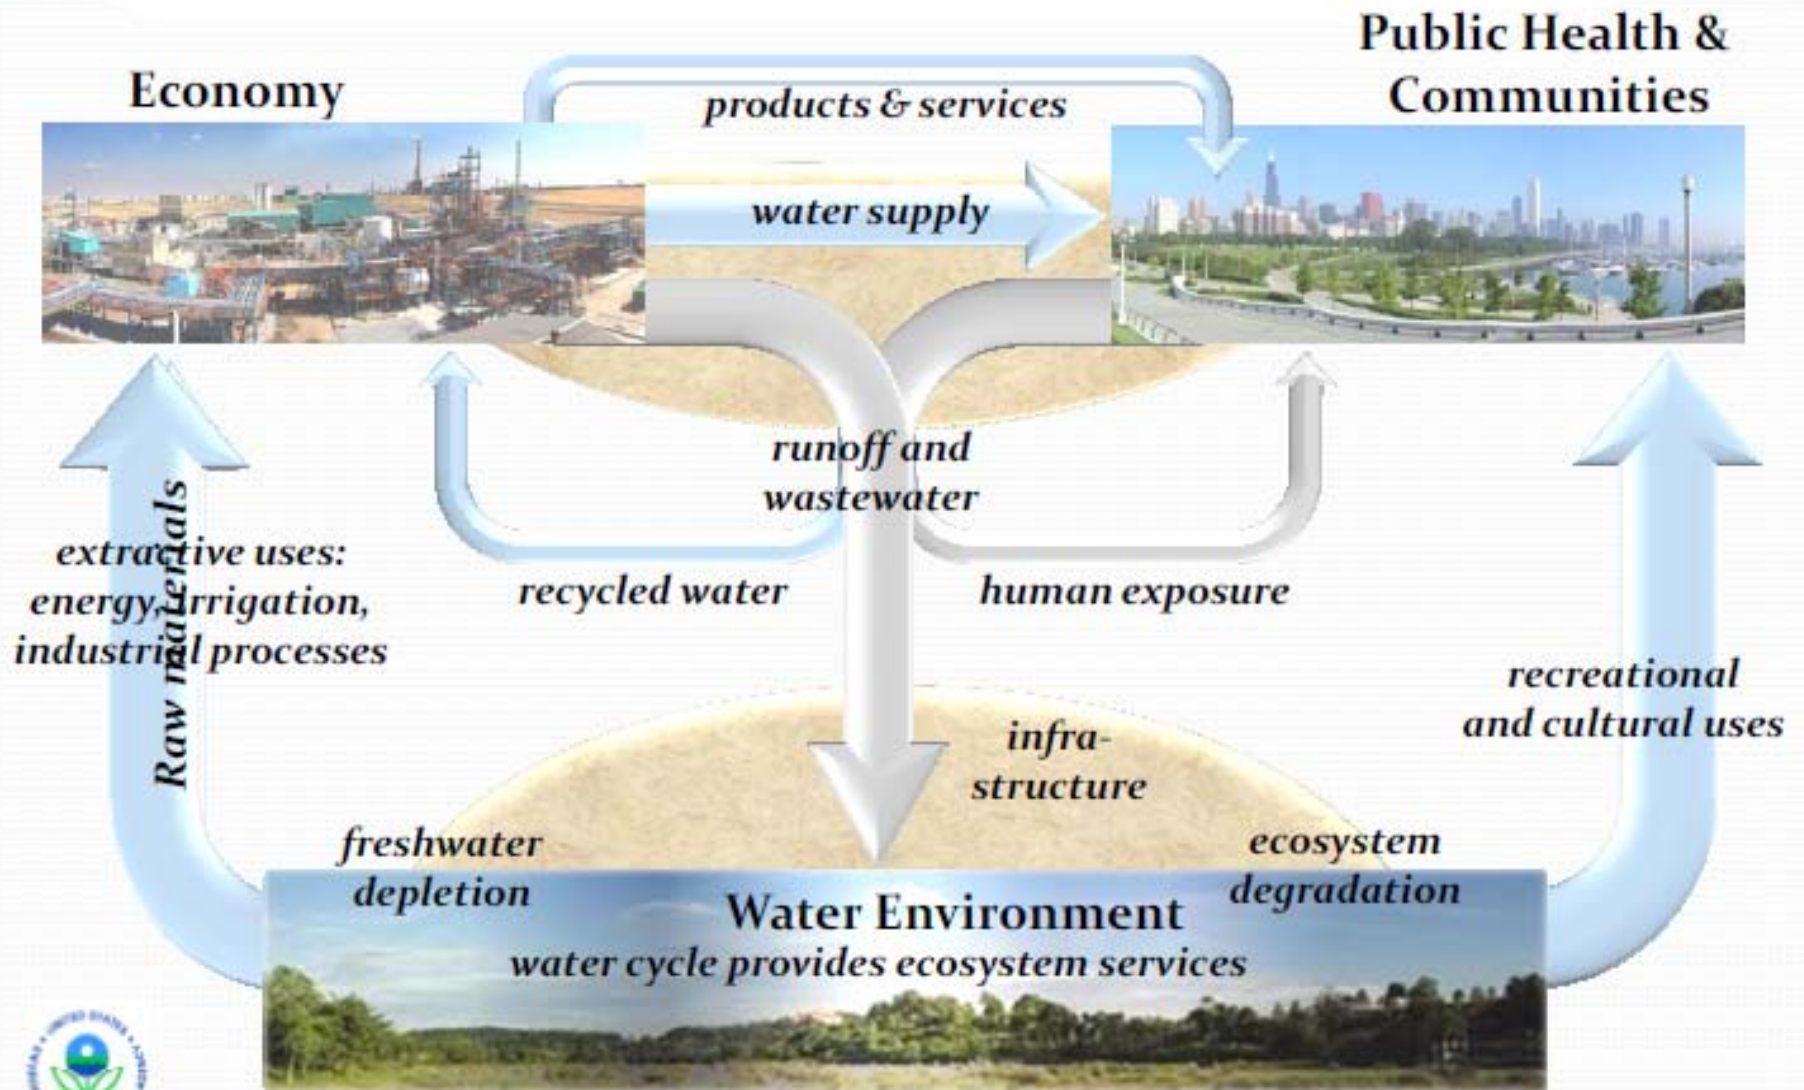 Public Health &
Communities
Economy
products & services
water supply
runoff and
wastewater
Raw materials
extractive uses:
energy, irrigation,
industrial processes
recycled water
human exposure
recreational
and cultural uses
infra-
structure
freshwater
depletion
ecosystem
degradation
Water Environment
water cycle provides ecosystem services
UNITED STATES